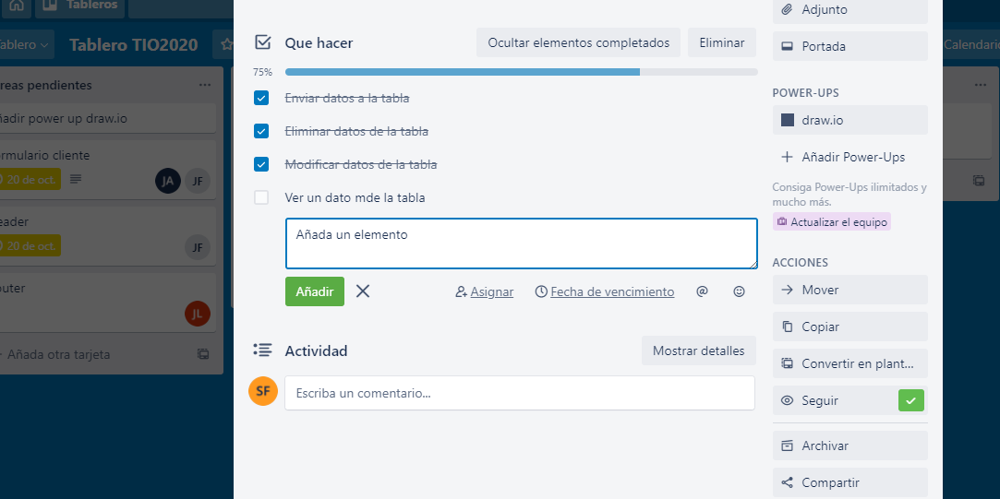 Tableros
Tablero
Tablero TIO2020
Calendario
Que hacer
Ocultar elementos completados
Eliminar
75%
Enviar datos a la tabla
Eliminar datos de la tabla
Modificar datos de la tabla
Ver un dato mde la tabla
Añada un elemento
Añadir
Asignar
Fecha de vencimiento
@
Actividad
Mostrar detalles
SF
Escriba un comentario...
Adjunto
Portada
POWER-UPS
draw.io
Añadir Power-Ups
Consiga Power-Ups ilimitados y
mucho más.
Actualizar el equipo
ACCIONES
Mover
Copiar
Convertir en plant...
Seguir
Archivar
Compartir
reas pendientes
ñadir power up draw.io
ormulario cliente
20 de oct.
JA
JF
eader
20 de oct.
JF
outer
JL
Añada otra tarjeta